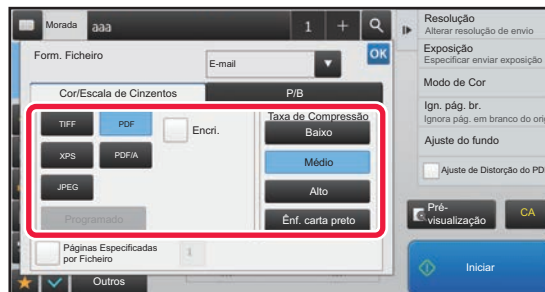 Morada
aaa
1
+
Form. Ficheiro
E-mail
OK
Cor/Escala de Cinzentos
P/B
TIFF
PDF
Encri.
XPS
PDF/A
JPEG
Programado
Taxa de Compressão
Baixo
Médio
Alto
Ênf. carta preto
Páginas Especificadas
por Ficheiro
1
Outros
Resolução
Alterar resolução de envio
Exposição
Especificar enviar exposição
Modo de Cor
Ign. pág. br.
Ignora pág. em branco do ori
Ajuste do fundo
Ajuste de Distorção do PD
Pré-
visualização
CA
Iniciar